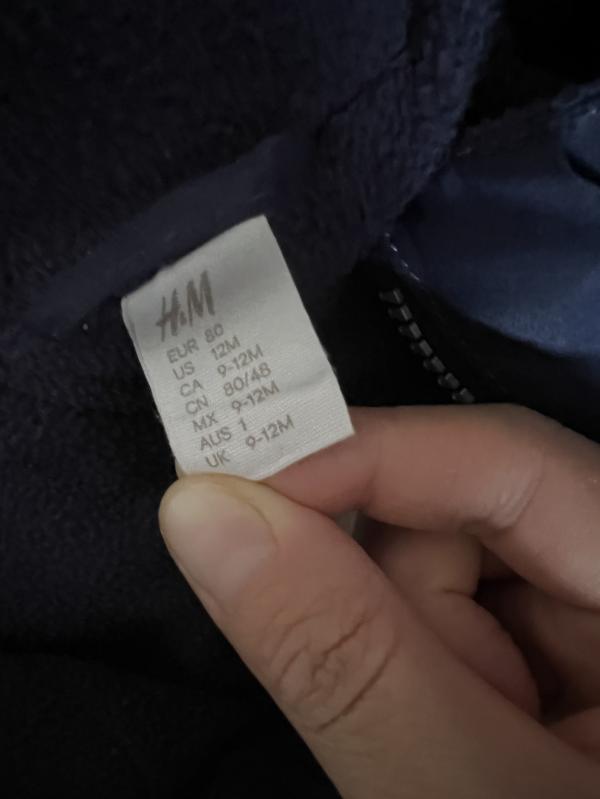 H&M
EUR 80
US 12M
CA 9-12M
CN 80/48
MX 9-12M
AUS 1
UK 9-12M